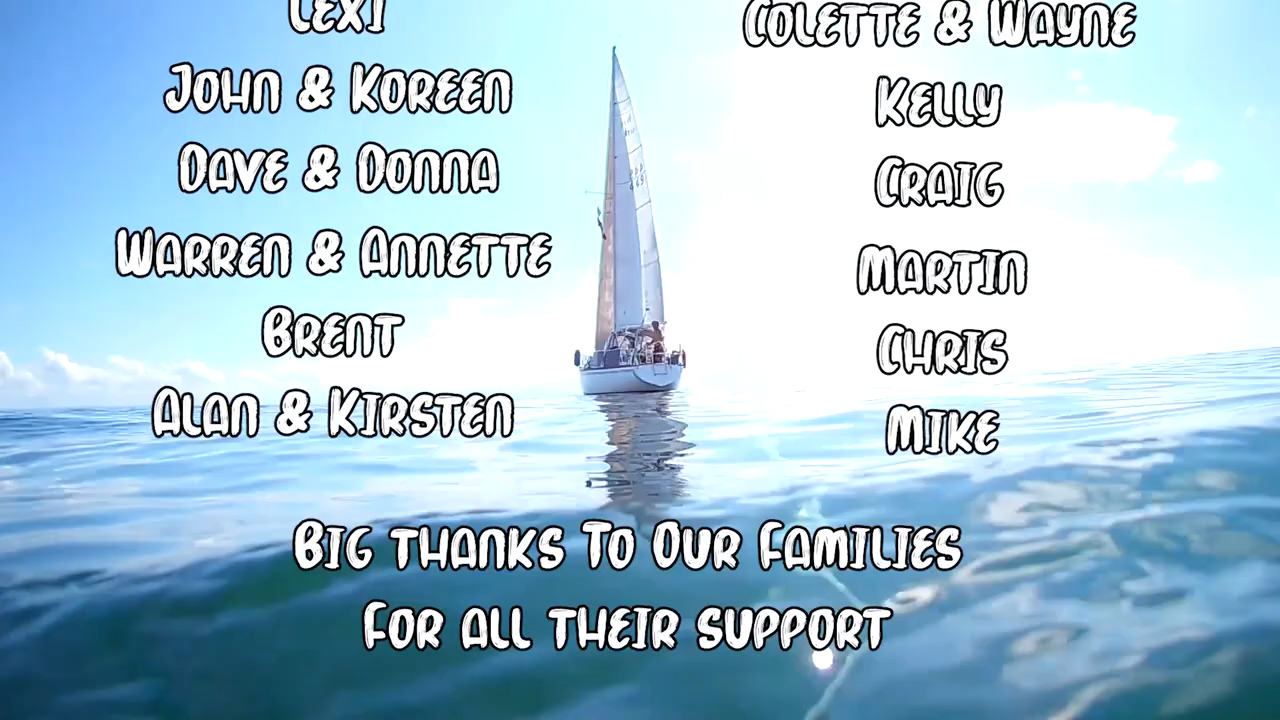 Lexi
John & Koreen
Dave & Donna
Warren & Annette
Brent
Alan & Kirsten
Colette & Wayne
Kelly
Craig
Martin
Chris
Mike
Big thanks To Our Families
For all their support